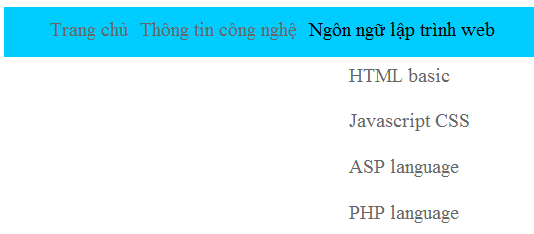 Trang chủ Thông tin công nghệ Ngôn ngữ lập trình web
HTML basic
Javascript CSS
ASP language
PHP language